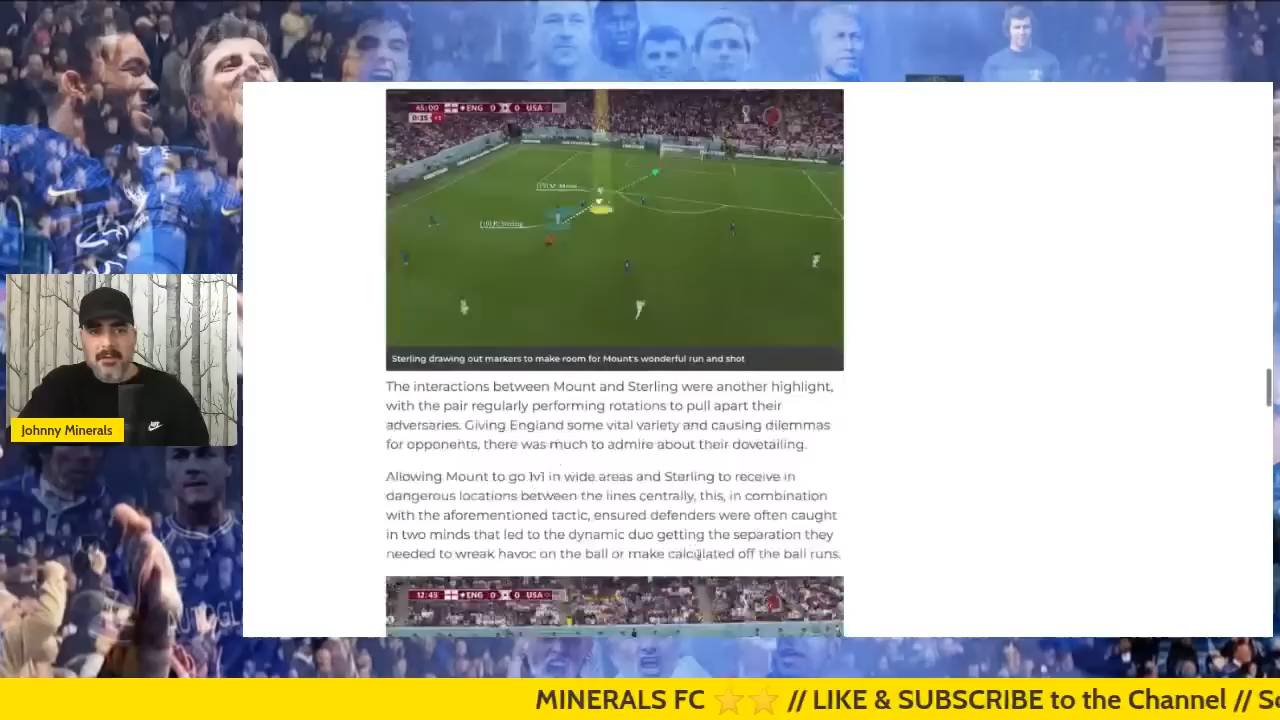 45:00 ENG 0 0 USA
0:15 +1
Sterling drawing out markers to make room for Mount's wonderful run and shot
The interactions between Mount and Sterling were another highlight,
with the pair regularly performing rotations to pull apart their
adversaries. Giving England some vital variety and causing dilemmas
for opponents, there was much to admire about their dovetailing.
Allowing Mount to go 1v1 in wide areas and Sterling to receive in
dangerous locations between the lines centrally, this, in combination
with the aforementioned tactic, ensured defenders were often caught
in two minds that led to the dynamic duo getting the separation they
needed to wreak havoc on the ball or make calculated off the ball runs.
12:45 ENG 0 0 USA
Johnny Minerals
MINERALS FC // LIKE & SUBSCRIBE to the Channel // So